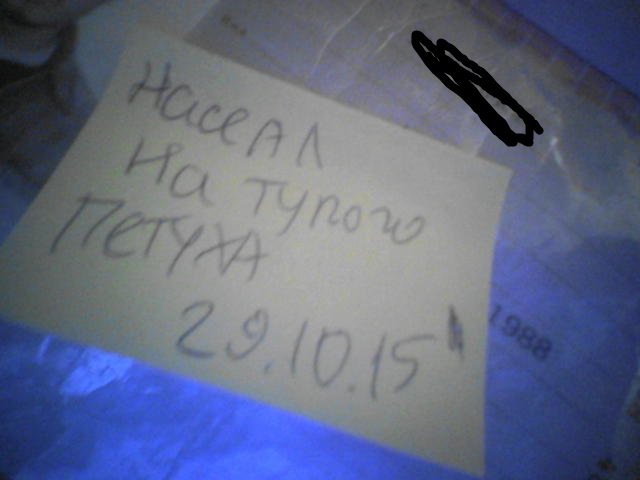 НасеАЛ
на тупого
ПеТУХА
29.10.15
1988